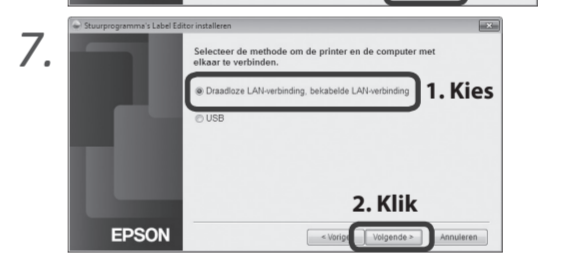 7.
Stuurprogramma's Label Editor installeren
Selecteer de methode om de printer en de computer met
elkaar te verbinden.
Draadloze LAN-verbinding, bekabelde LAN-verbinding
1. Kies
USB
2. Klik
EPSON
< Vorige
Volgende >
Annuleren